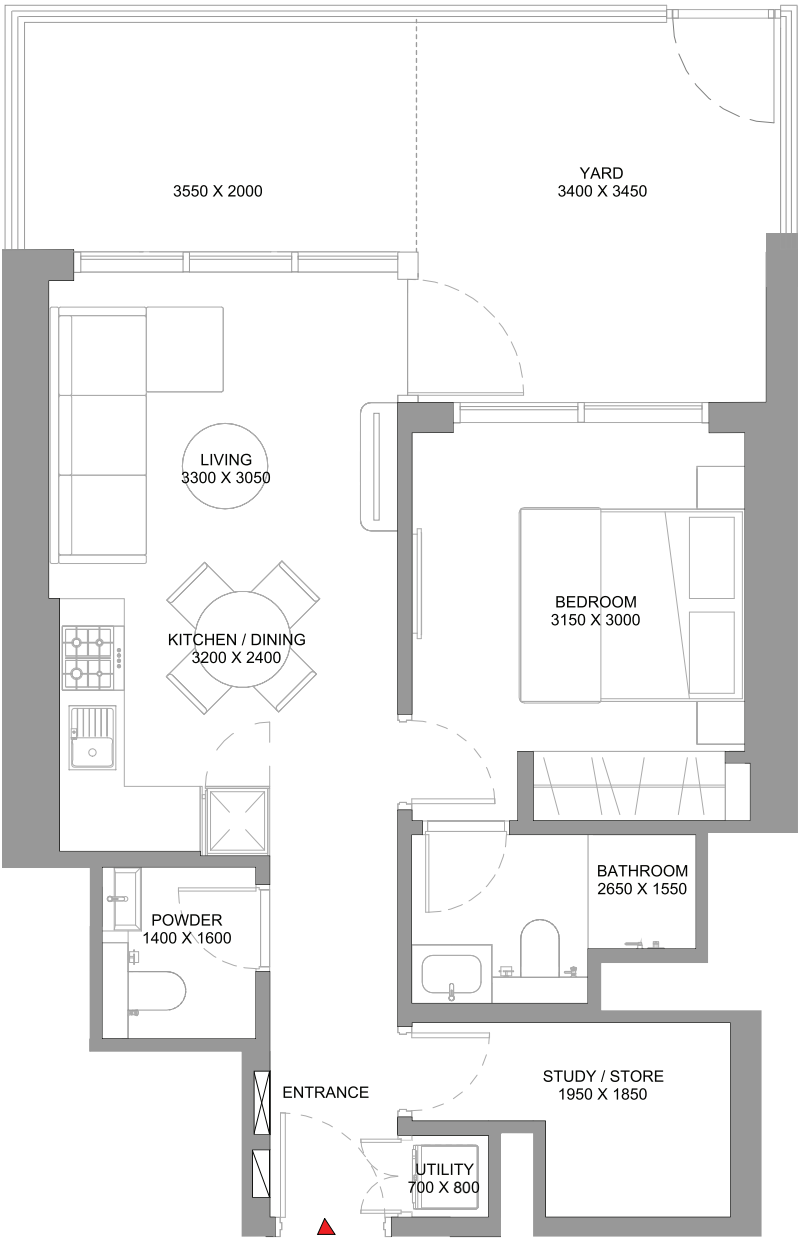 YARD
3550 X 2000
3400 X 3450
LIVING
3300 X 3050
BEDROOM
3150 X 3000
KITCHEN / DINING
3200 X 2400
BATHROOM
2650 X 1550
POWDER
1400 X 1600
STUDY / STORE
1950 X 1850
ENTRANCE
UTILITY
700 X 800